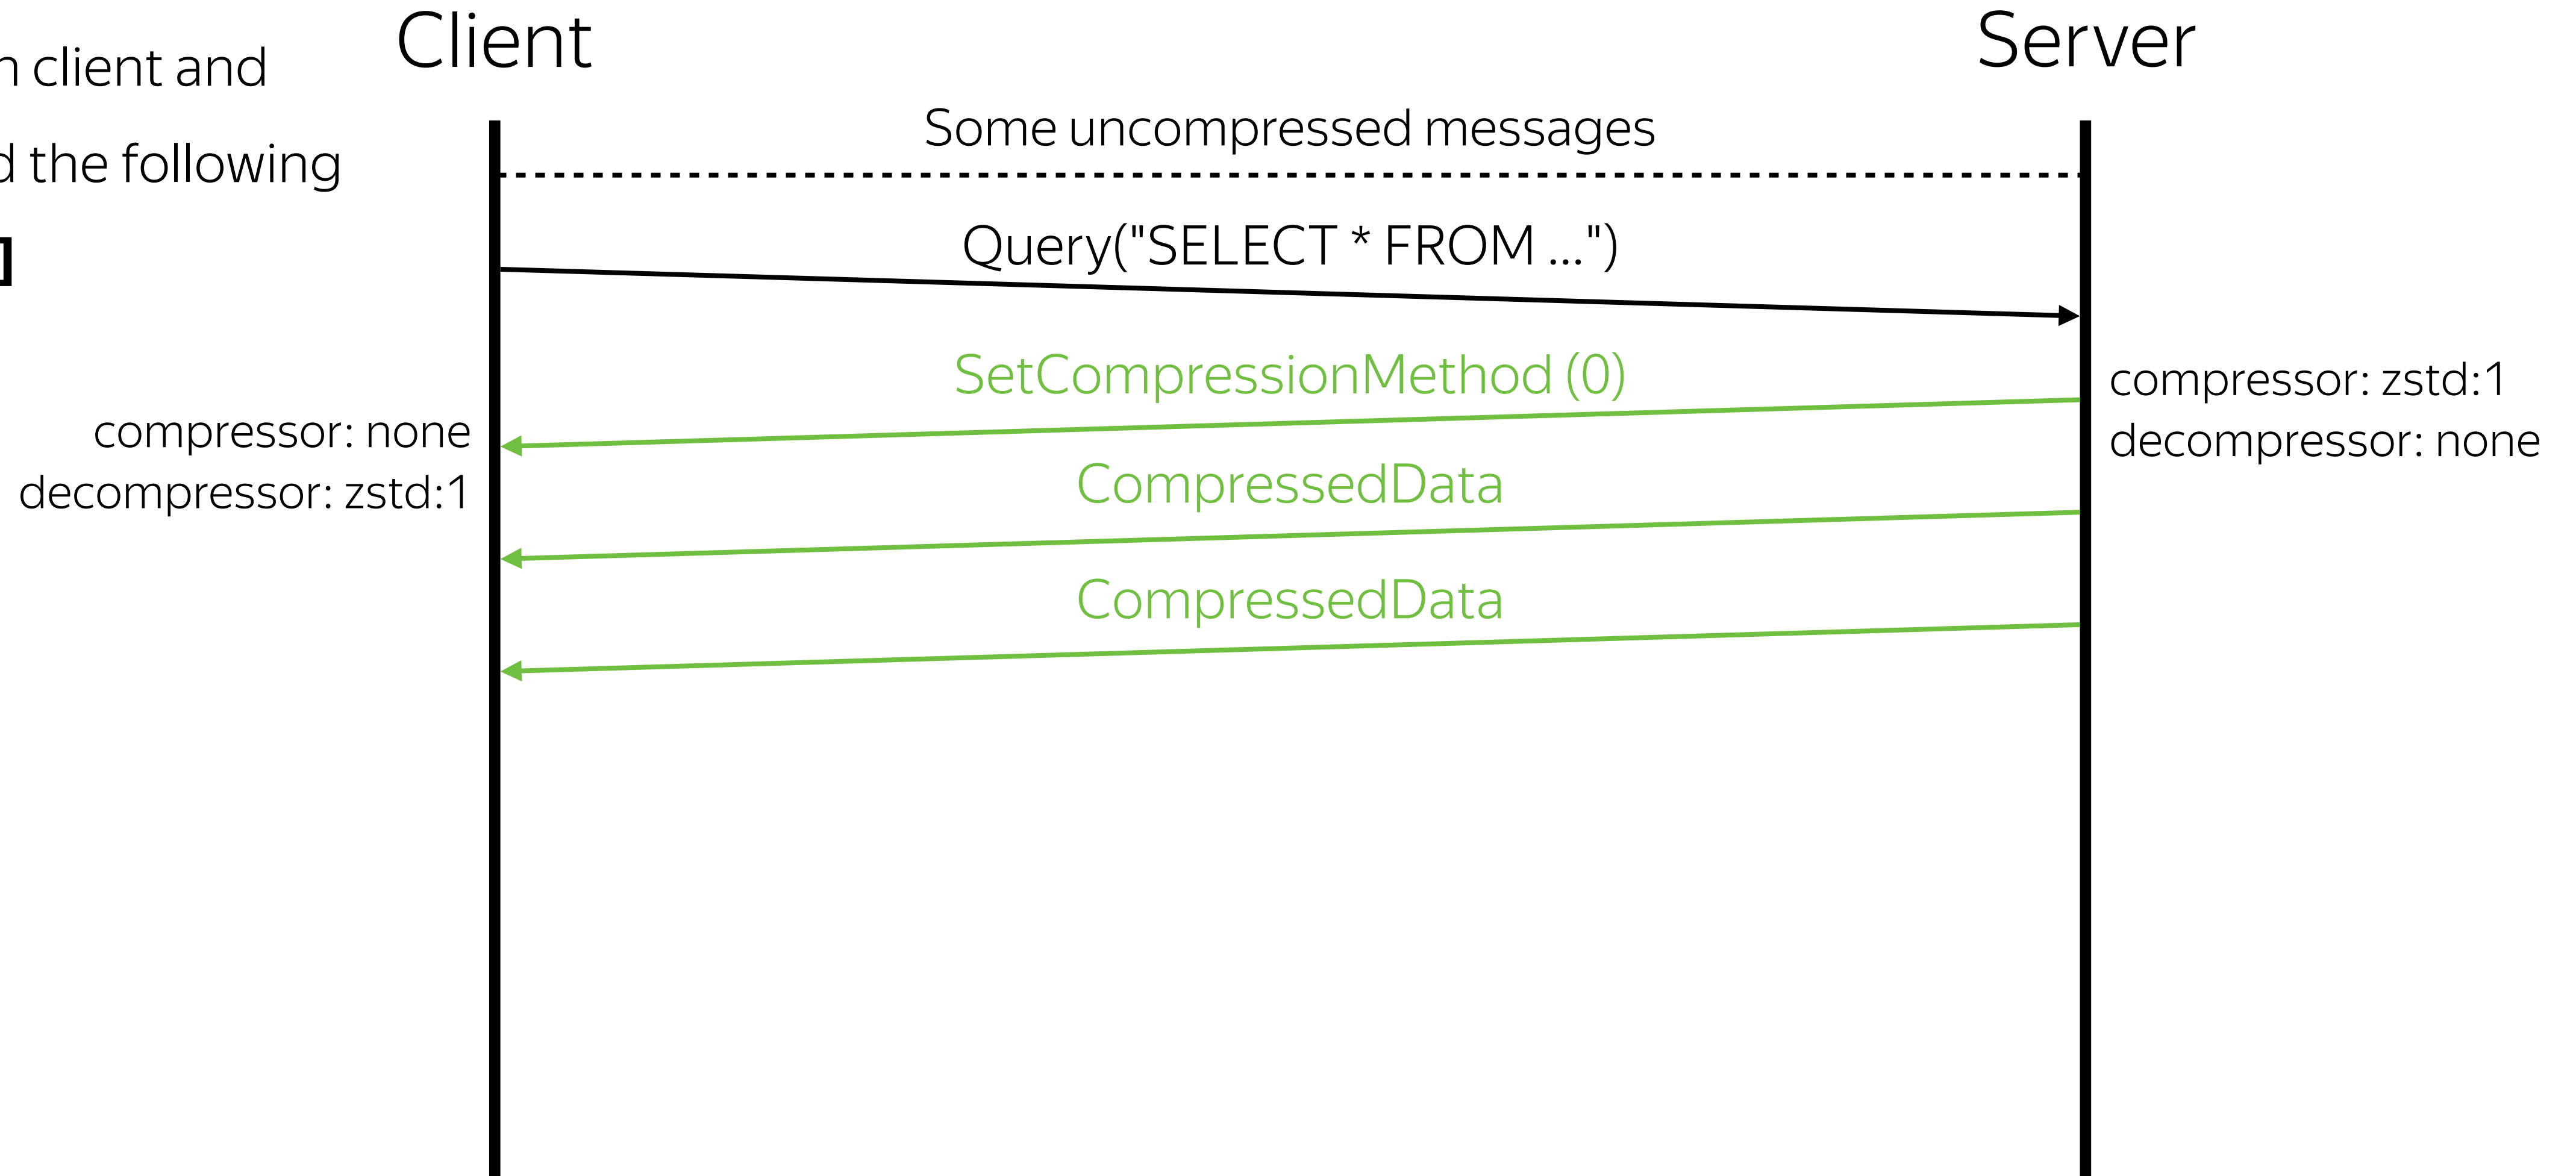 Client
Server
client and
the following
]
Some uncompressed messages
Query("SELECT * FROM ...")
SetCompressionMethod (0)
compressor: zstd:1
decompressor: none
compressor: none
decompressor: zstd:1
CompressedData
CompressedData